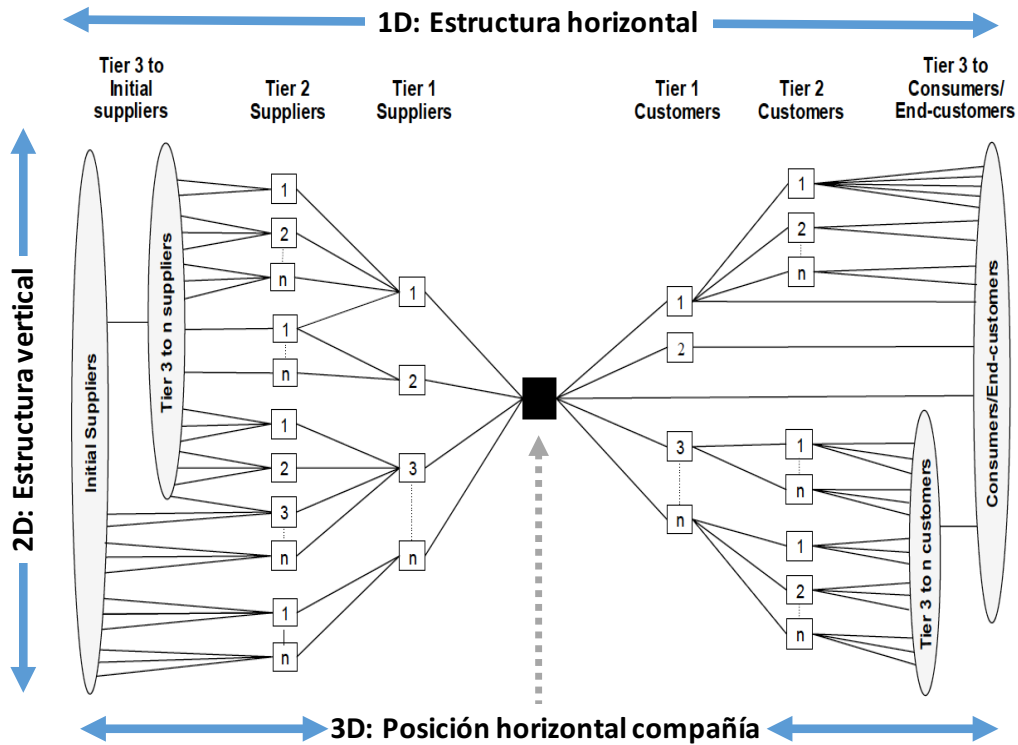 1D: Estructura horizontal
Tier 3 to
Initial
suppliers
Tier 2
Suppliers
Tier 1
Suppliers
Tier 1
Customers
Tier 2
Customers
Tier 3 to
Consumers/
End-customers
2D: Estructura vertical
Initial Suppliers
Tier 3 to n suppliers
1
2
n
1
n
1
2
3
n
1
n
1
2
3
n
1
2
3
n
1
2
n
1
n
1
2
n
Tier 3 to n customers
Consumers/End-customers
3D: Posición horizontal compañía